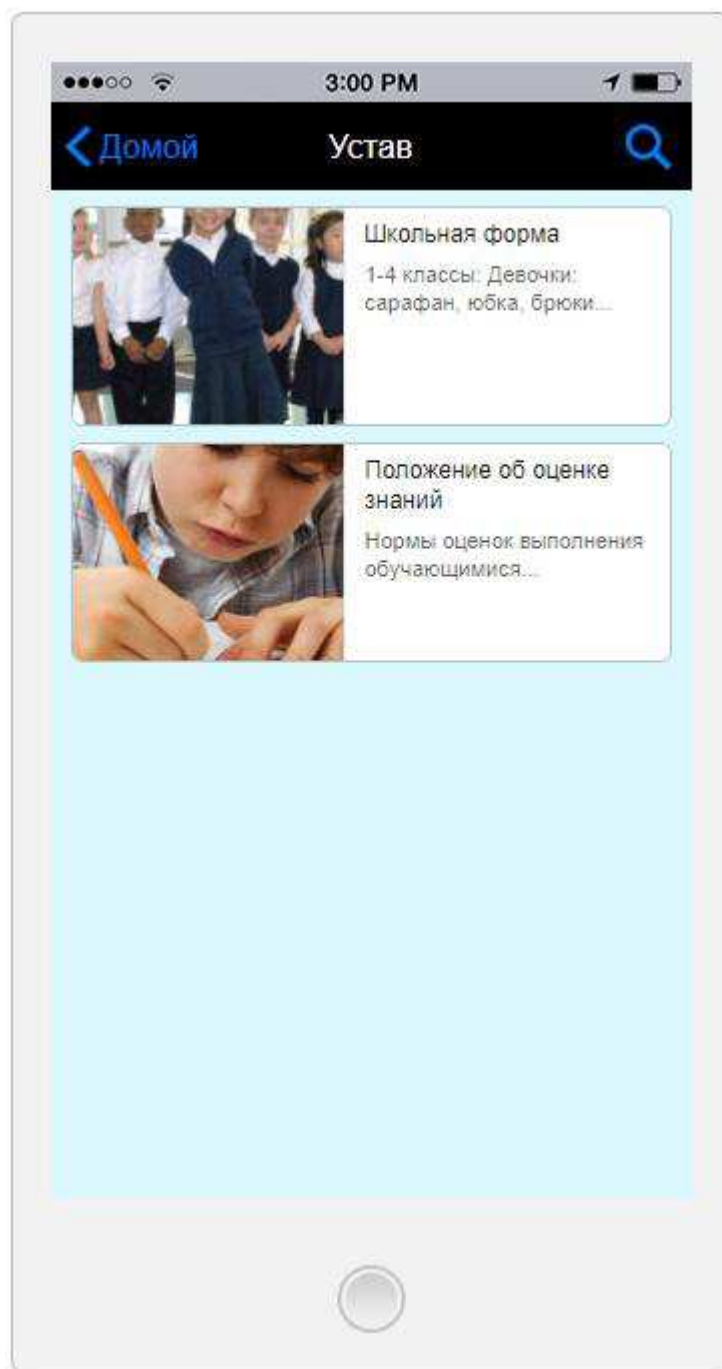 3:00 PM
Домой
Устав
Школьная форма
1-4 классы: Девочки:
сарафан, юбка, брюки...
Положение об оценке
знаний
Нормы оценок выполнения
обучающимися...